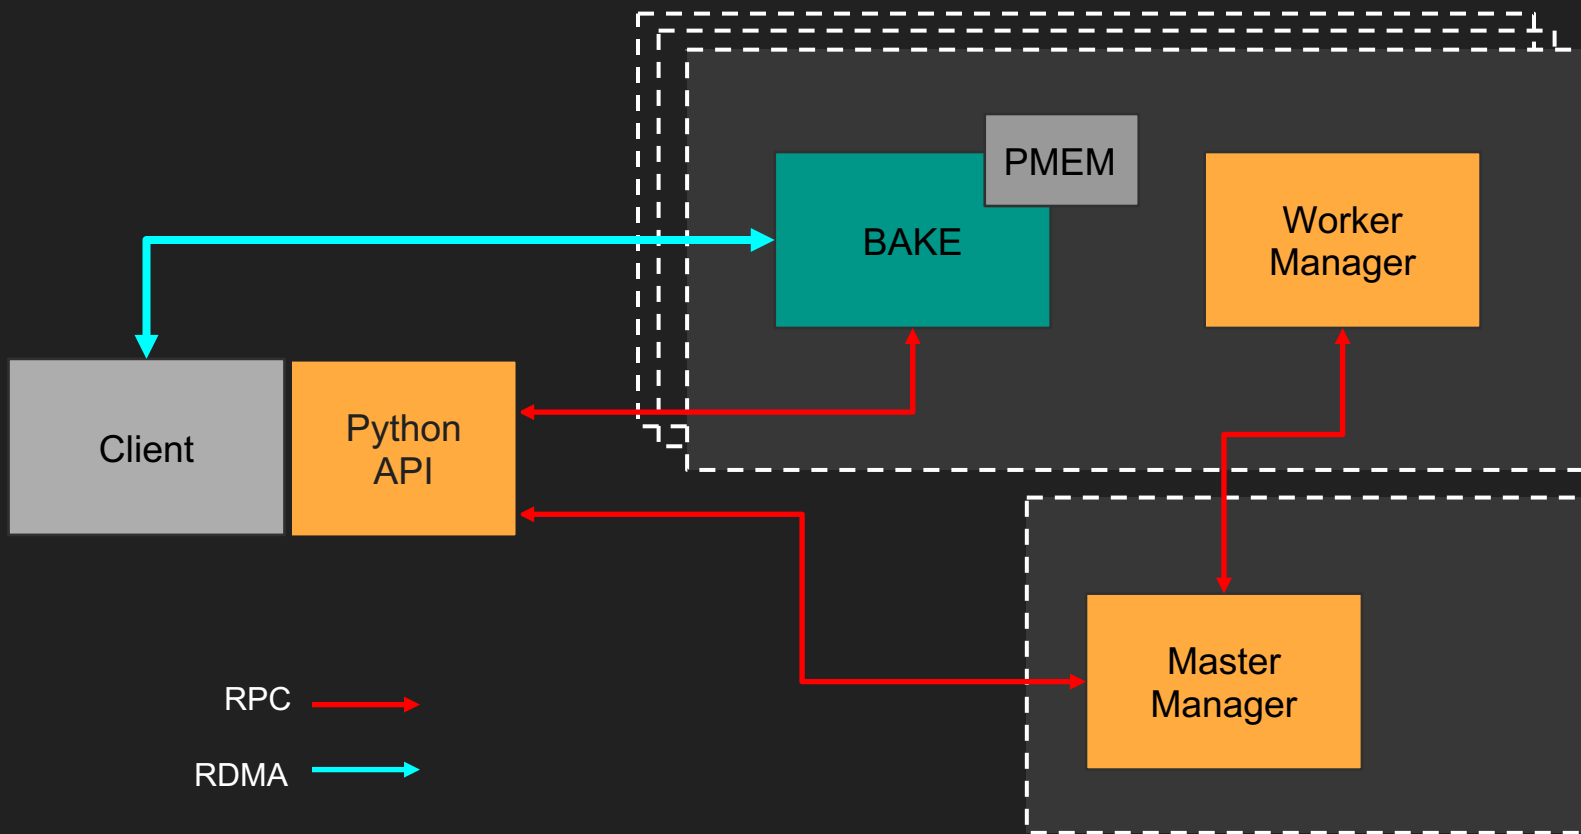 PMEM
BAKE
Worker
Manager
Client
Python
API
Master
Manager
RPC
RDMA